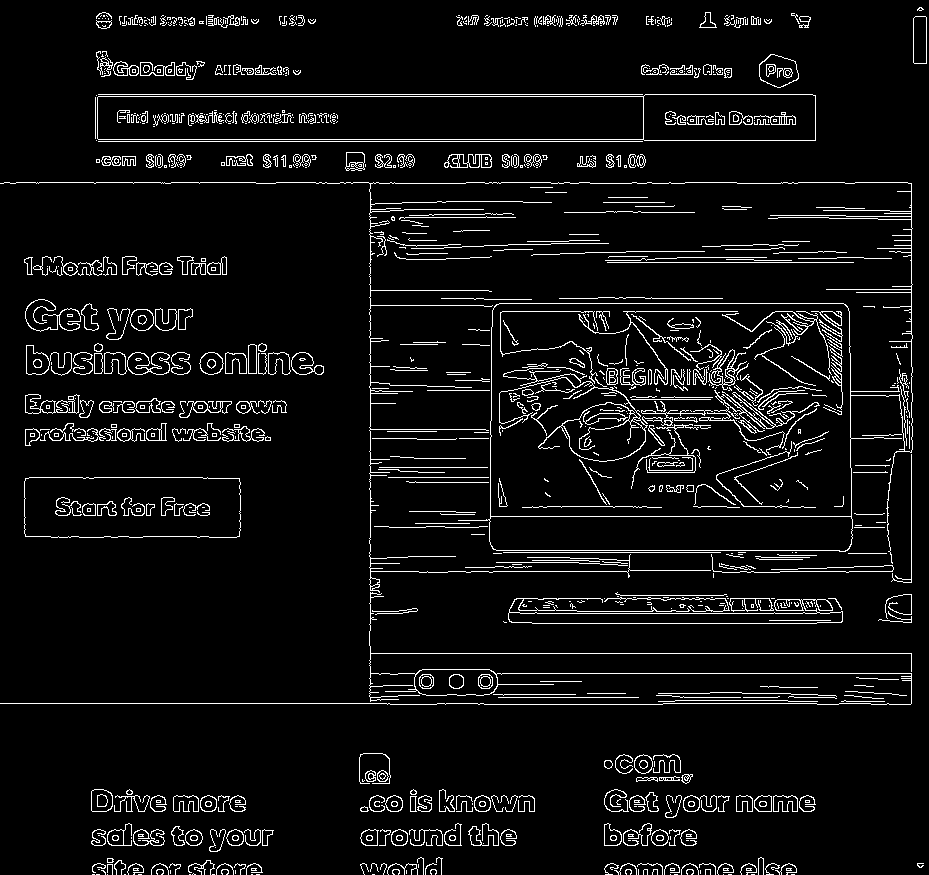 United States - English USD 24/7 Support (480) 505-8877 Help Sign In
GoDaddy™ All Products GoDaddy Blog Pro
Find your perfect domain name Search Domain
.com $0.99* .net $11.99* .co $2.99 .CLUB $0.99* .us $1.00
1-Month Free Trial
Get your
business online.
Easily create your own
professional website.
Start for Free
BEGINNINGS
.co
.com
Drive more
sales to your
site or store
.co is known
around the
world
Get your name
before
someone else